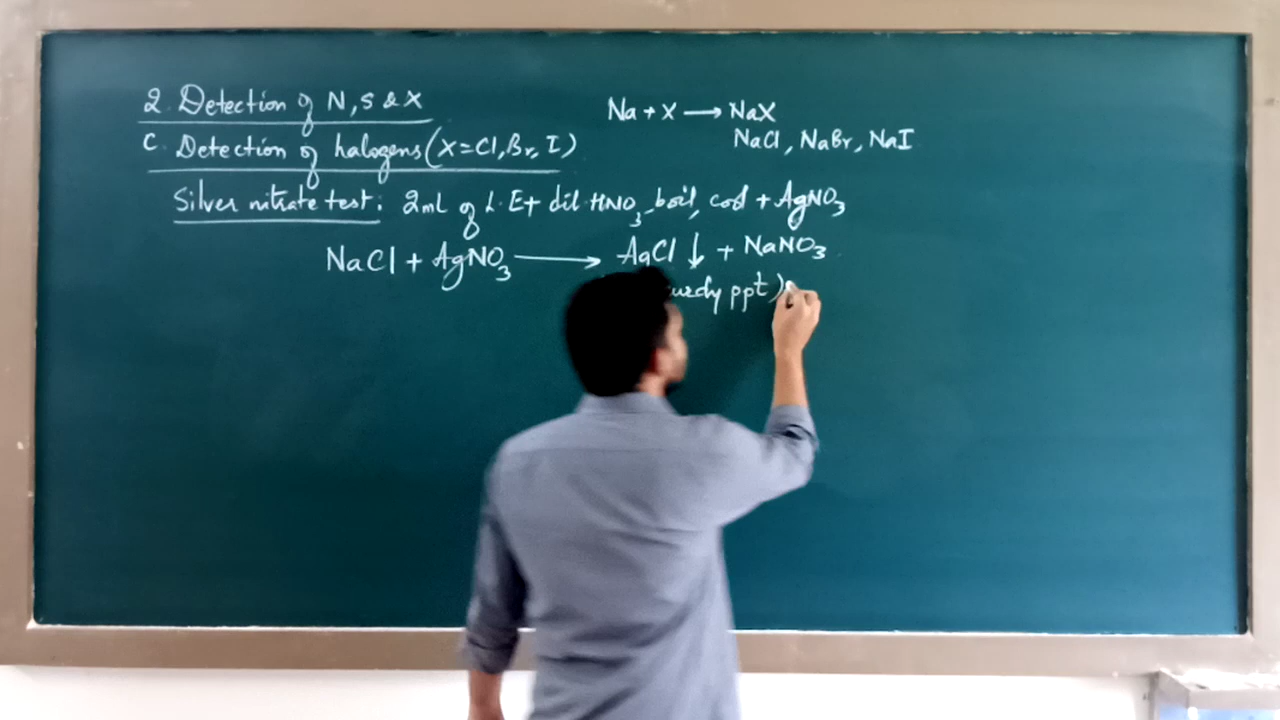 2. Detection of N, S & X
Na + X ⟶ NaX
NaCl, NaBr, NaI
C. Detection of halogens (X=Cl, Br, I)
Silver nitrate test: 2mL of L.E + dil HNO3, boil, cool + AgNO3
NaCl + AgNO3 ⟶ AgCl ↓ + NaNO3
ppt)